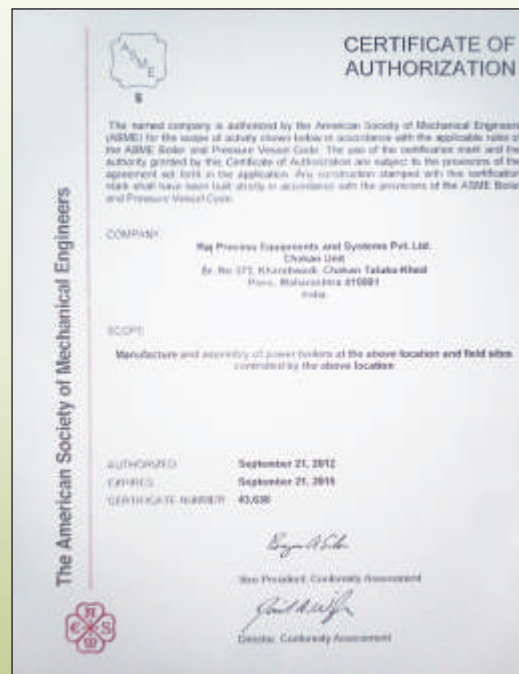 ASME
S
CERTIFICATE OF
AUTHORIZATION
The named company is authorized by the American Society of Mechanical Engineers
(ASME) for the scope of activity shown below in accordance with the applicable rules of
the ASME Boiler and Pressure Vessel Code. The use of the certification mark and the
authority granted by this Certificate of Authorization are subject to the provisions of the
agreement set forth in the application. Any construction stamped with this certification
mark shall have been built strictly in accordance with the provisions of the ASME Boiler
and Pressure Vessel Code.
COMPANY:
Raj Process Equipments and Systems Pvt. Ltd.
Chakan Unit
Chakan
Maharashtra
India
SCOPE:
Manufacture and assembly of power boilers at the above location and field sites
controlled by the above location
AUTHORIZED: September 21, 2012
EXPIRES: September 21,
CERTIFICATE NUMBER:
Vice President, Conformity Assessment
Director, Conformity Assessment
The American Society of Mechanical Engineers